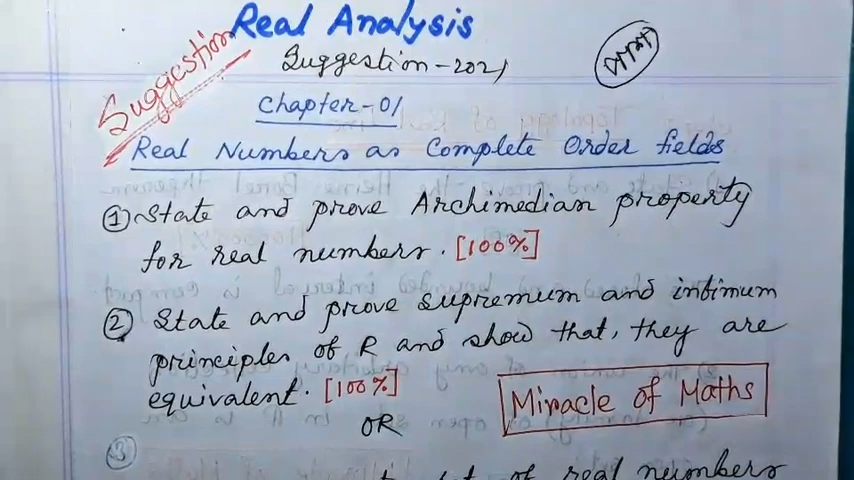 Real Analysis
Suggestion
Suggestion-2021
Chapter-01
Real Numbers as Complete Order fields
① State and prove Archimedian property
for real numbers. [100%]
② State and prove supremum and infimum
principles of R and show that, they are
equivalent. [100%]
Miracle of Maths
OR
③
of real numbers